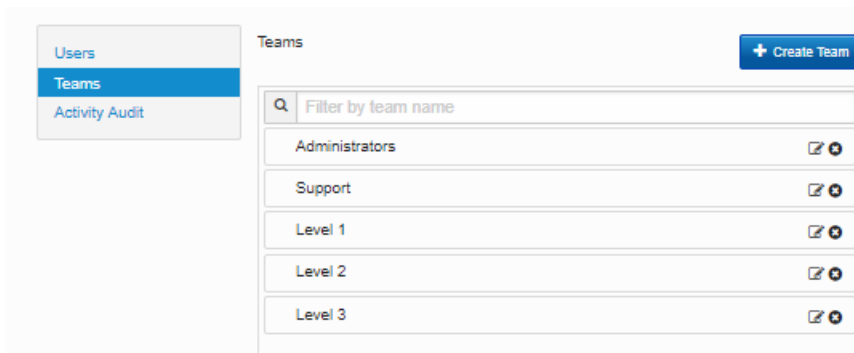 Users
Teams
Activity Audit
Teams
Create Team
Filter by team name
Administrators
Support
Level 1
Level 2
Level 3